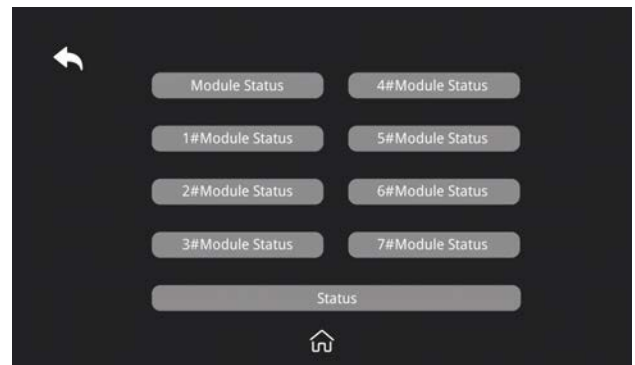 Module Status
4#Module Status
1#Module Status
5#Module Status
2#Module Status
6#Module Status
3#Module Status
7#Module Status
Status